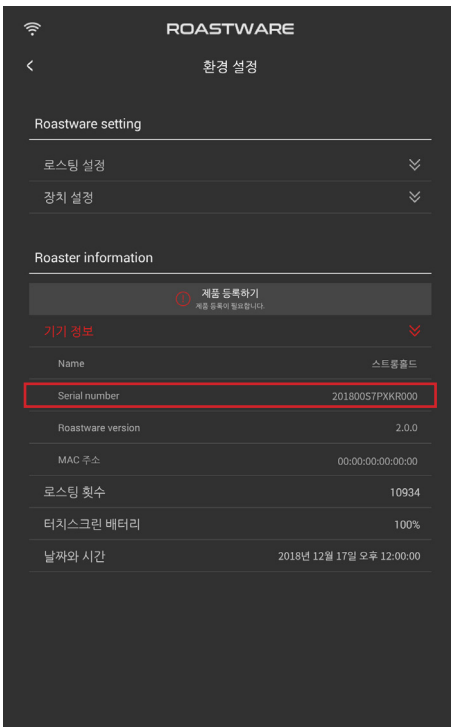 ROASTWARE
환경 설정
Roastware setting
로스팅 설정
장치 설정
Roaster information
제품 등록하기
제품 등록이 필요합니다.
기기 정보
Name 스트롱홀드
Serial number 201800S7PXKR000
Roastware version 2.0.0
MAC 주소 00:00:00:00:00:00
로스팅 횟수 10934
터치스크린 배터리 100%
날짜와 시간 2018년 12월 17일 오후 12:00:00